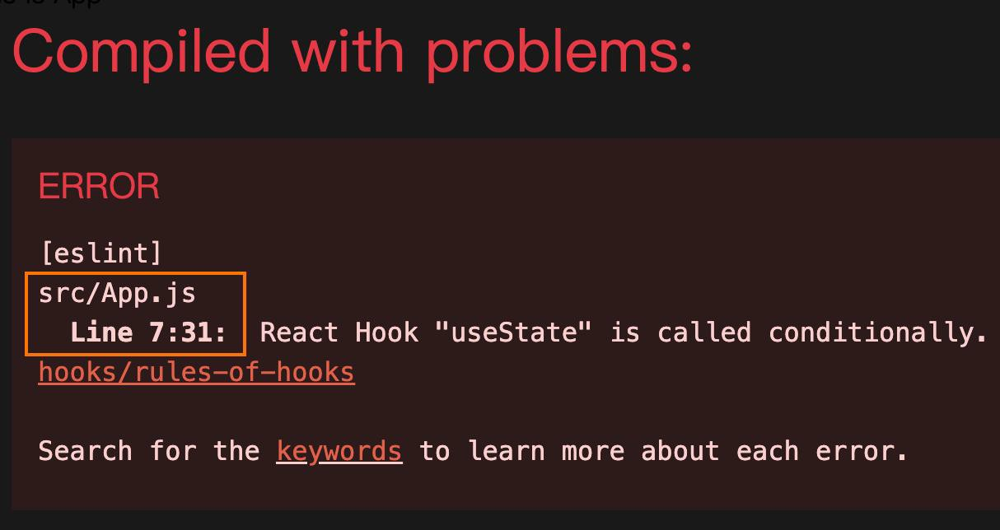 App
Compiled with problems:
ERROR
[eslint]
src/App.js
Line 7:31: React Hook "useState" is called conditionally.
hooks/rules-of-hooks
Search for the keywords to learn more about each error.